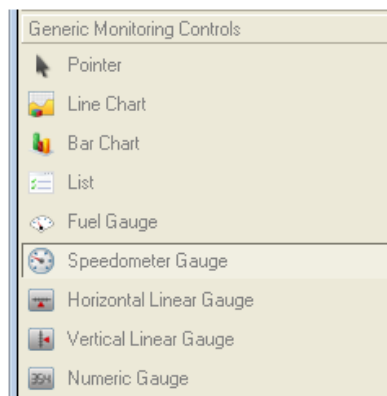 Generic Monitoring Controls
Pointer
Line Chart
Bar Chart
List
Fuel Gauge
Speedometer Gauge
Horizontal Linear Gauge
Vertical Linear Gauge
Numeric Gauge